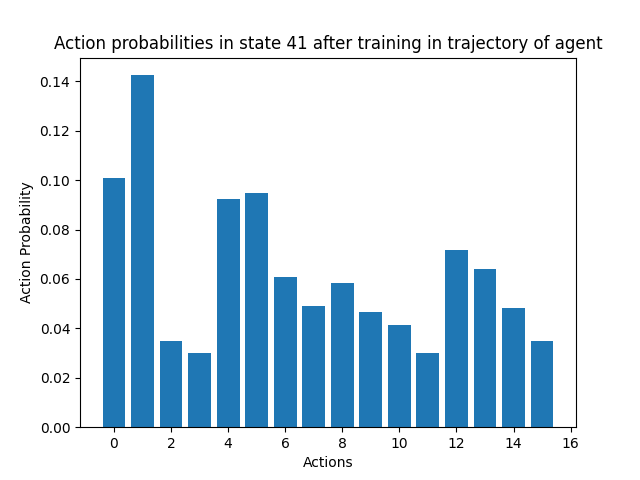 Action probabilities in state 41 after training in trajectory of agent
0.14
0.12
0.10
0.08
0.06
0.04
0.02
0.00
Action Probability
0 2 4 6 8 10 12 14 16
Actions